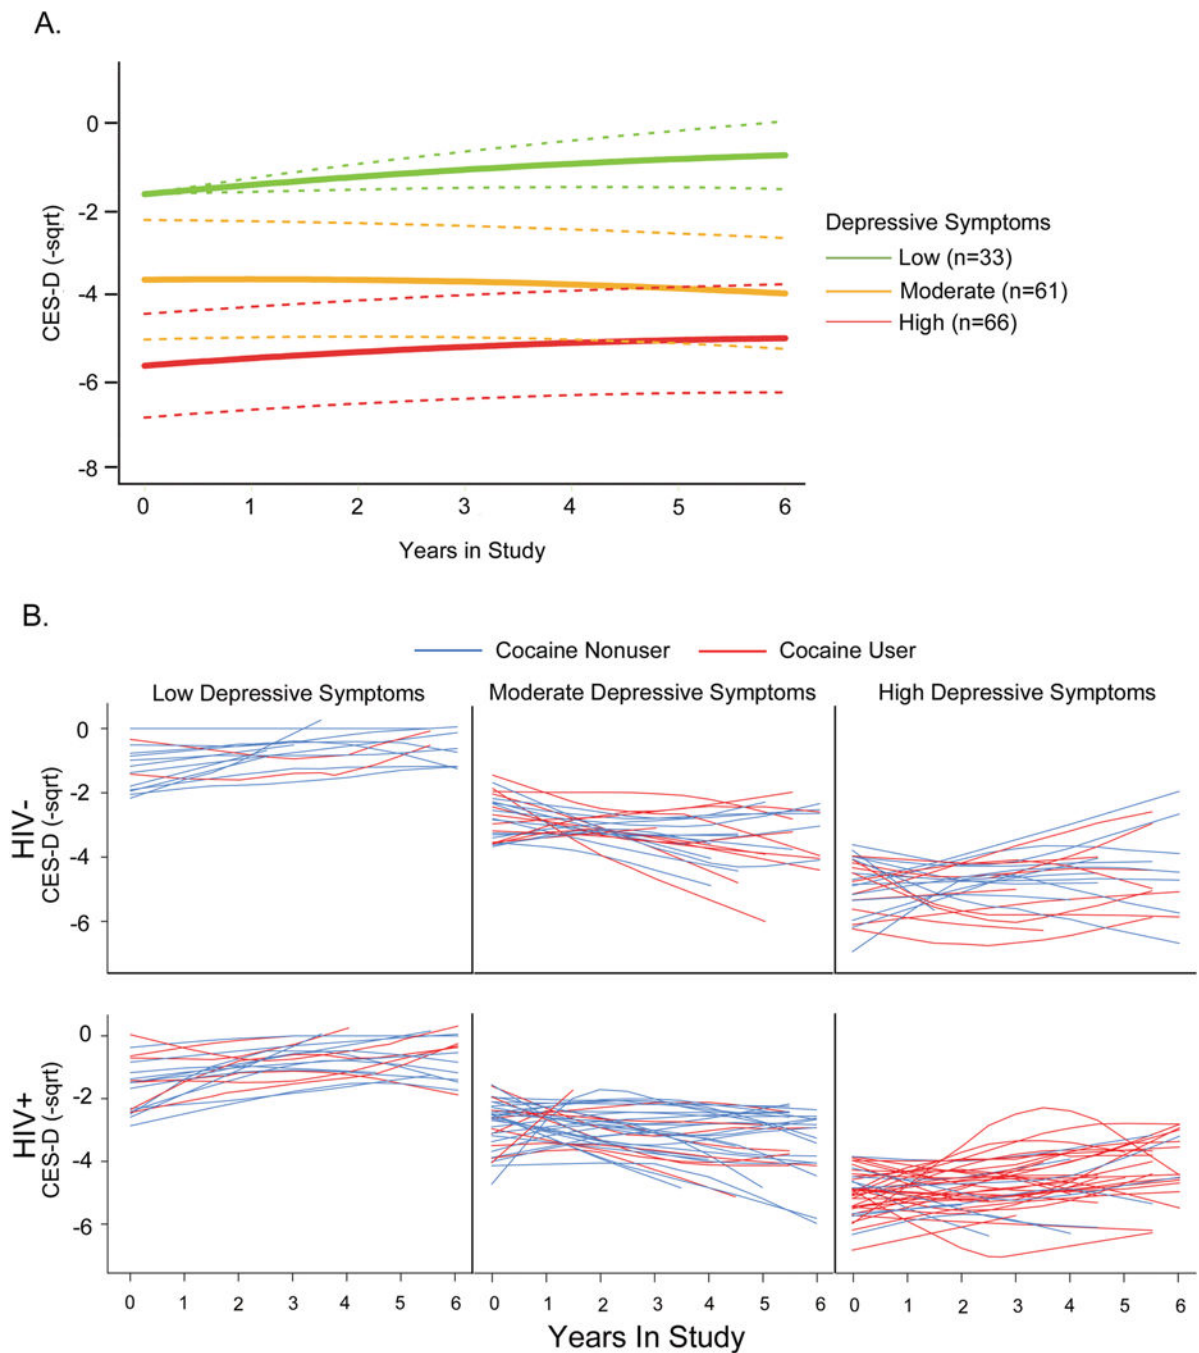 A.
0
-2
-4
-6
-8
CES-D (-sqrt)
0 1 2 3 4 5 6
Years in Study
Depressive Symptoms
Low (n=33)
Moderate (n=61)
High (n=66)
B.
Cocaine Nonuser Cocaine User
Low Depressive Symptoms Moderate Depressive Symptoms High Depressive Symptoms
HIV-
CES-D (-sqrt)
0
-2
-4
-6
HIV+
CES-D (-sqrt)
0
-2
-4
-6
0 1 2 3 4 5 6 0 1 2 3 4 5 6 0 1 2 3 4 5 6
Years In Study